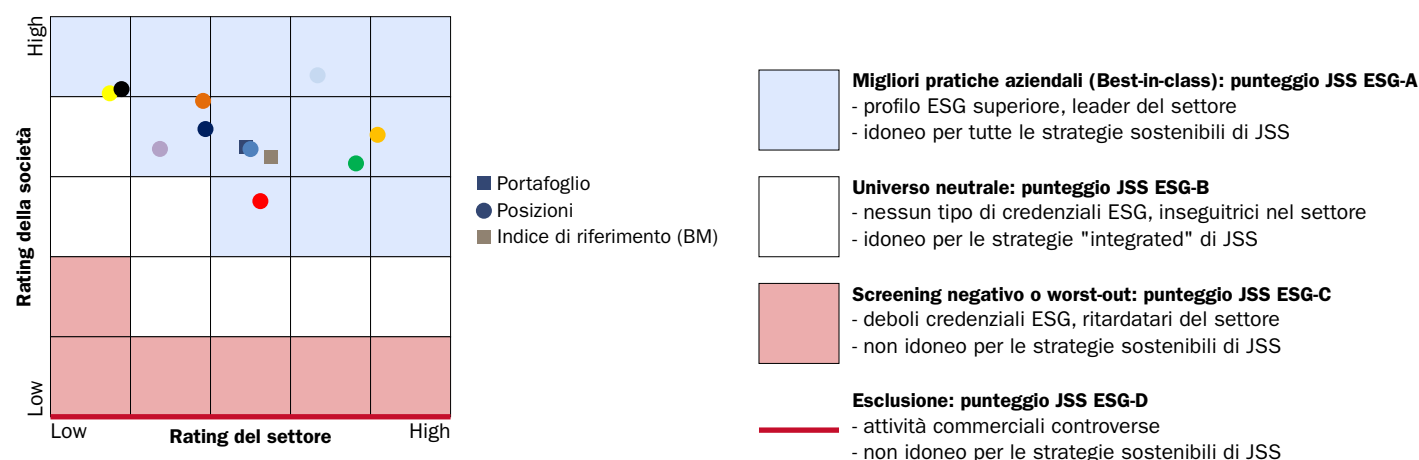 High
Rating della società
Low
Low
Rating del settore
High
Portafoglio
Posizioni
Indice di riferimento (BM)
Migliori pratiche aziendali (Best-in-class): punteggio JSS ESG-A
- profilo ESG superiore, leader del settore
- idoneo per tutte le strategie sostenibili di JSS
Universo neutrale: punteggio JSS ESG-B
- nessun tipo di credenziali ESG, inseguitrici nel settore
- idoneo per le strategie "integrated" di JSS
Screening negativo o worst-out: punteggio JSS ESG-C
- deboli credenziali ESG, ritardatari del settore
- non idoneo per le strategie sostenibili di JSS
Esclusione: punteggio JSS ESG-D
- attività commerciali controverse
- non idoneo per le strategie sostenibili di JSS